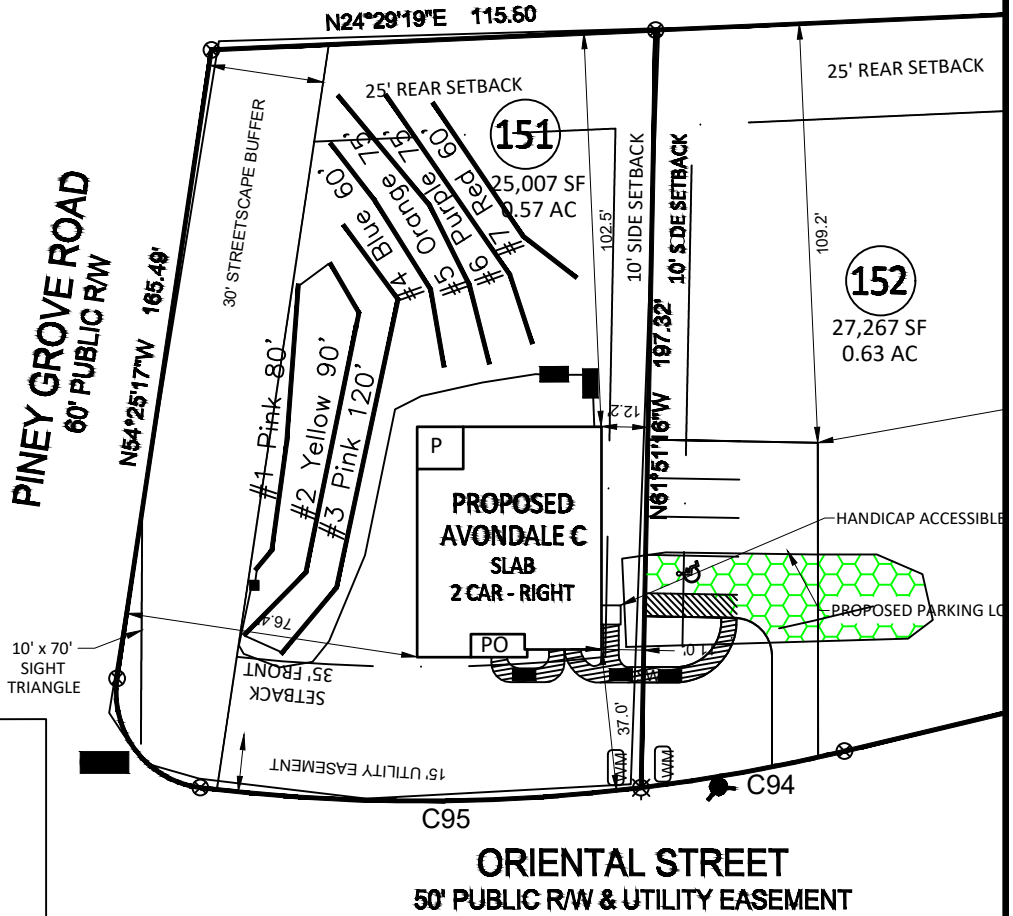 N24°29'19"E 115.60
25' REAR SETBACK
25' REAR SETBACK
151
25,007 SF
0.57 AC
152
27,267 SF
0.63 AC
30' STREETSCAPE BUFFER
10' SIDE SETBACK
10' S DE SETBACK
102.5'
109.2'
PINEY GROVE ROAD
60' PUBLIC R/W
N54°25'17"W 165.49'
N61°51'16"W 197.32'
#1 Pink 80'
#2 Yellow 90'
#3 Pink 120'
#4 Blue 60'
#5 Orange 75'
#6 Purple 75'
#7 Red 60'
12.2'
P
PROPOSED
AVONDALE C
SLAB
2 CAR - RIGHT
PO
HANDICAP ACCESSIBLE
PROPOSED PARKING LO
76.4'
11.0'
37.0'
10' x 70'
SIGHT
TRIANGLE
35' FRONT
SETBACK
15' UTILITY EASEMENT
W
WM
WM
C94
C95
ORIENTAL STREET
50' PUBLIC R/W & UTILITY EASEMENT